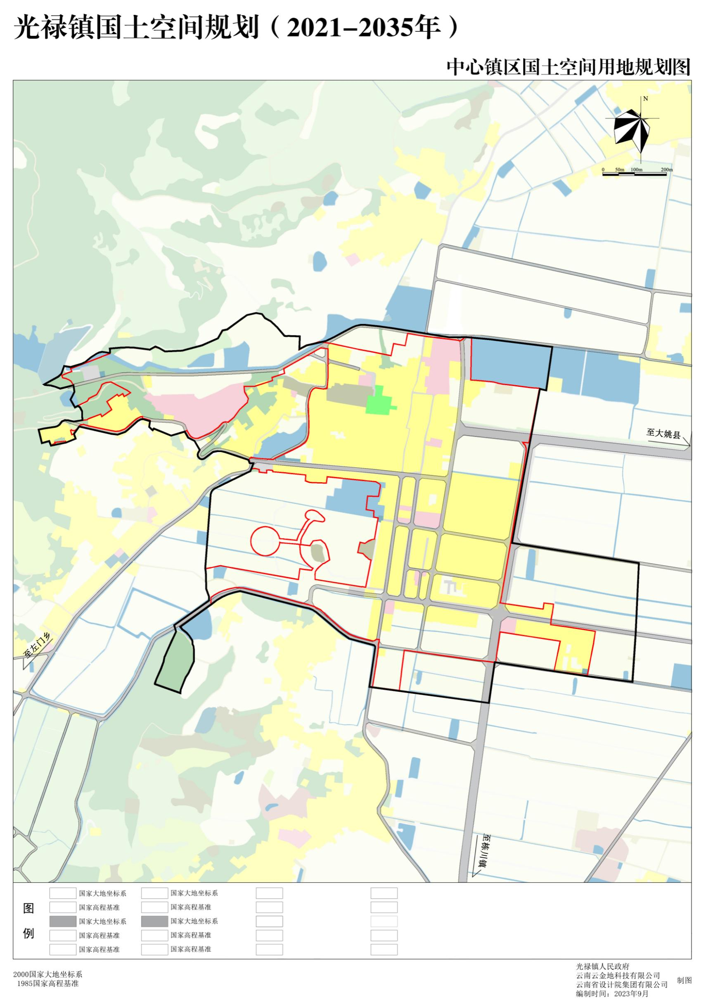 光禄镇国土空间规划（2021-2035年）
中心镇区国土空间用地规划图
N
0 50m 100m 200m
至大姚县
至左门乡
至栋川镇
图例
国家大地坐标系 国家大地坐标系
国家高程基准 国家高程基准
国家大地坐标系 国家大地坐标系
国家高程基准 国家高程基准
国家高程基准 国家高程基准
2000国家大地坐标系
1985国家高程基准
光禄镇人民政府
云南云金地科技有限公司
云南省设计院集团有限公司
制图
编制时间：2023年9月